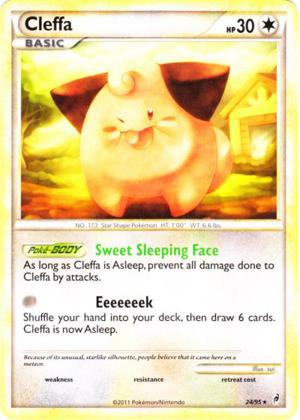 Cleffa HP 30
BASIC
NO. 173 Star Shape Pokémon HT: 1'00" WT: 6.6 lbs.
Poké-BODY Sweet Sleeping Face
As long as Cleffa is Asleep, prevent all damage done to
Cleffa by attacks.
Eeeeeeek
Shuffle your hand into your deck, then draw 6 cards.
Cleffa is now Asleep.
Because of its unusual, starlike silhouette, people believe that it came here on a
meteor.
Illus.
weakness resistance retreat cost
©2011 Pokémon/Nintendo 24/95 ★